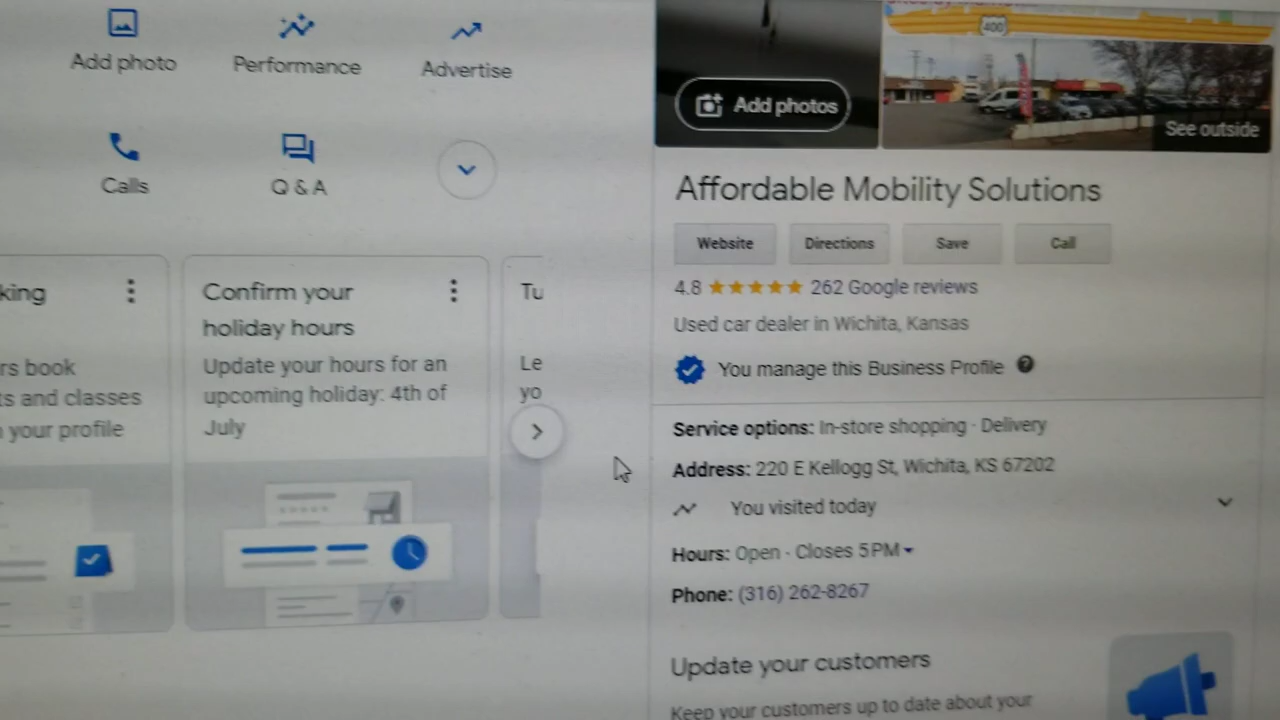 Add photo
Performance
Advertise
Calls
Q & A
king
rs book
ts and classes
your profile
Confirm your
holiday hours
Update your hours for an
upcoming holiday: 4th of
July
Tu
Le
yo
400
Add photos
See outside
Affordable Mobility Solutions
Website
Directions
Save
Call
4.8 ★★★★★ 262 Google reviews
Used car dealer in Wichita, Kansas
You manage this Business Profile
Service options: In-store shopping · Delivery
Address: 220 E Kellogg St, Wichita, KS 67202
You visited today
Hours: Open · Closes 5 PM
Phone: (316) 262-8267
Update your customers
Keep your customers up to date about your